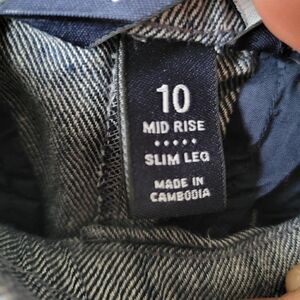 10
MID RISE
•••••
SLIM LEG
MADE IN
CAMBODIA